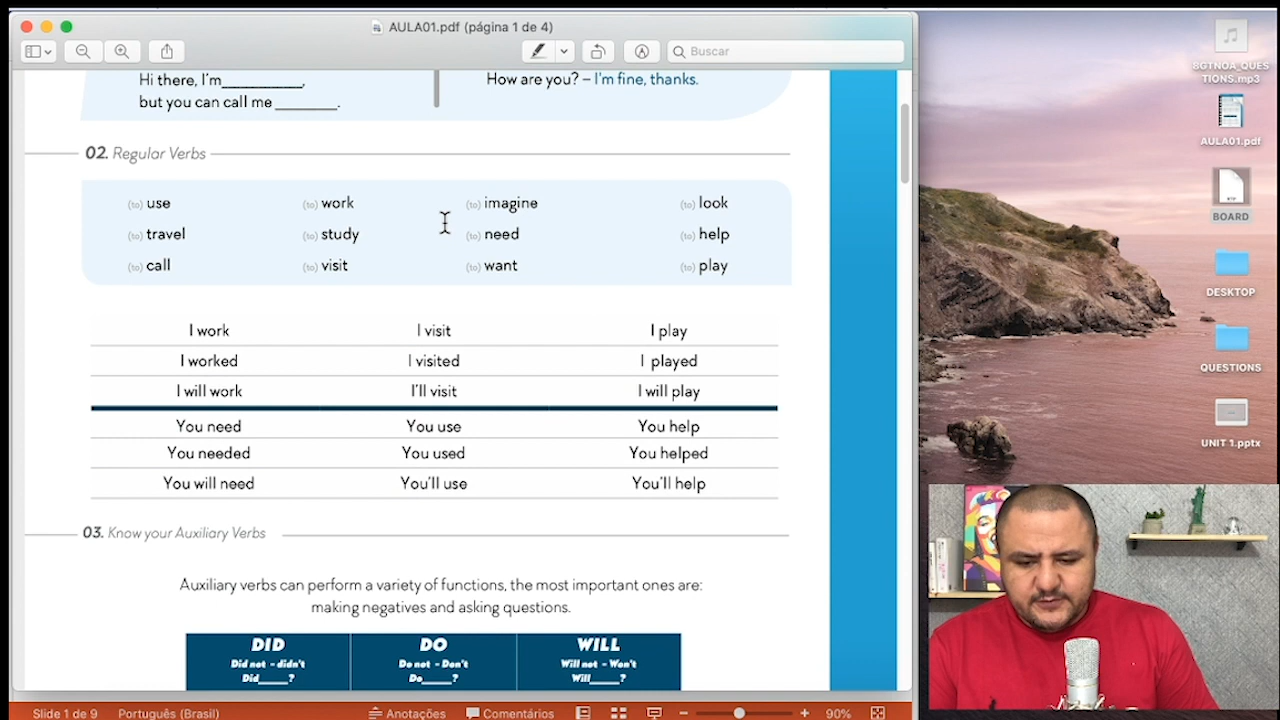 AULA01.pdf (página 1 de 4)
Buscar
Hi there, I'm__________,
but you can call me ________.
How are you? – I'm fine, thanks.
02. Regular Verbs
(to) use (to) work (to) imagine (to) look
(to) travel (to) study (to) need (to) help
(to) call (to) visit (to) want (to) play
I work I visit I play
I worked I visited I played
I will work I'll visit I will play
You need You use You help
You needed You used You helped
You will need You'll use You'll help
03. Know your Auxiliary Verbs
Auxiliary verbs can perform a variety of functions, the most important ones are:
making negatives and asking questions.
DID DO WILL
Did not - didn't Do not - Don't Will not - Won't
Did_____? Do_____? Will_____?
Slide 1 de 9 Português (Brasil) Anotações Comentários 90%
8GTNOA_QUES
TIONS.mp3
AULA01.pdf
BOARD
DESKTOP
QUESTIONS
UNIT 1.pptx